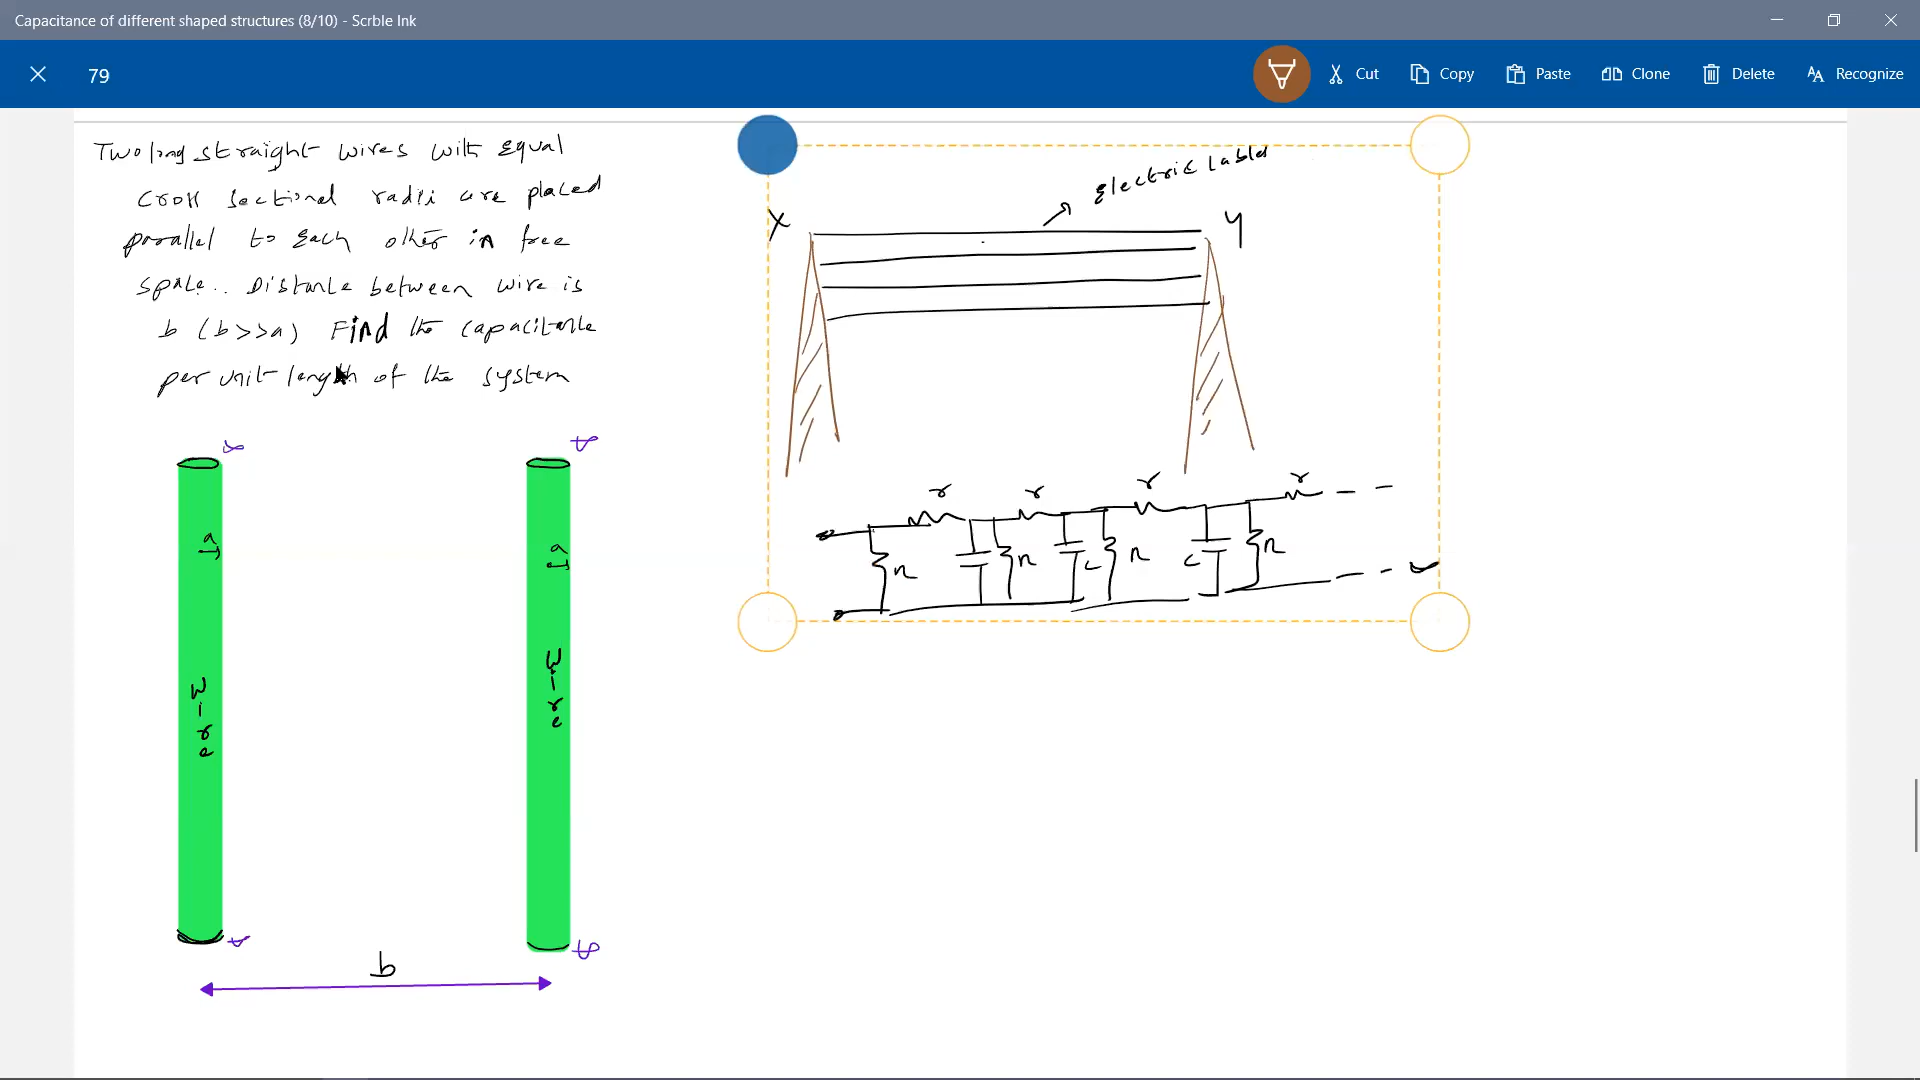 Capacitance of different shaped structures (8/10) - Scrble Ink
79
Cut
Copy
Paste
Clone
Delete
Recognize
Two long straight wires with equal
cross sectional radii are placed
parallel to each other in free
space.. Distance between wire is
b (b>>a) Find the capacitance
per unit length of the system
a
wire
a
wire
b
X
Electric cables
Y
r
r
r
r
R
R
C
R
C
R